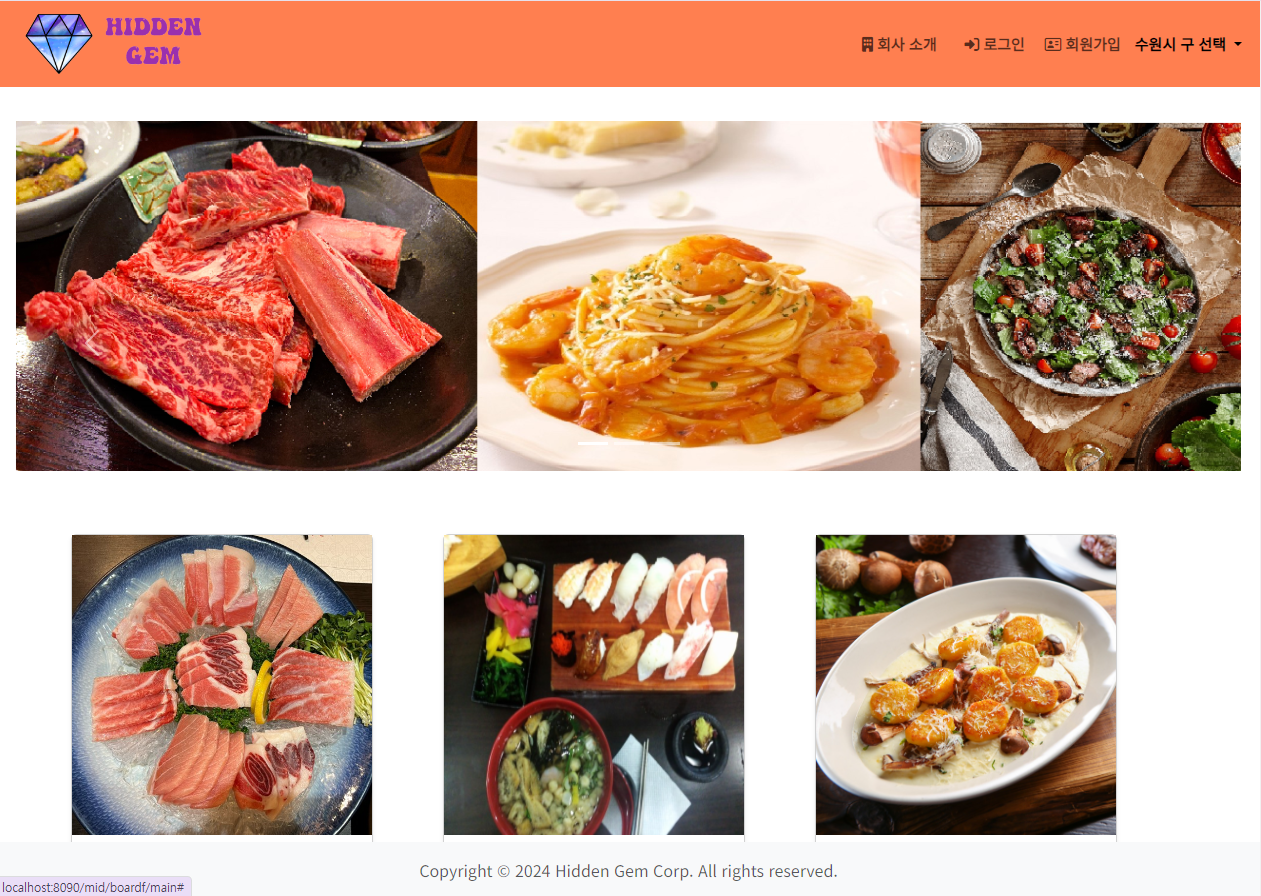 HIDDEN
GEM
회사 소개 로그인 회원가입 수원시 구 선택
Copyright © 2024 Hidden Gem Corp. All rights reserved.
localhost:8090/mid/boardf/main#